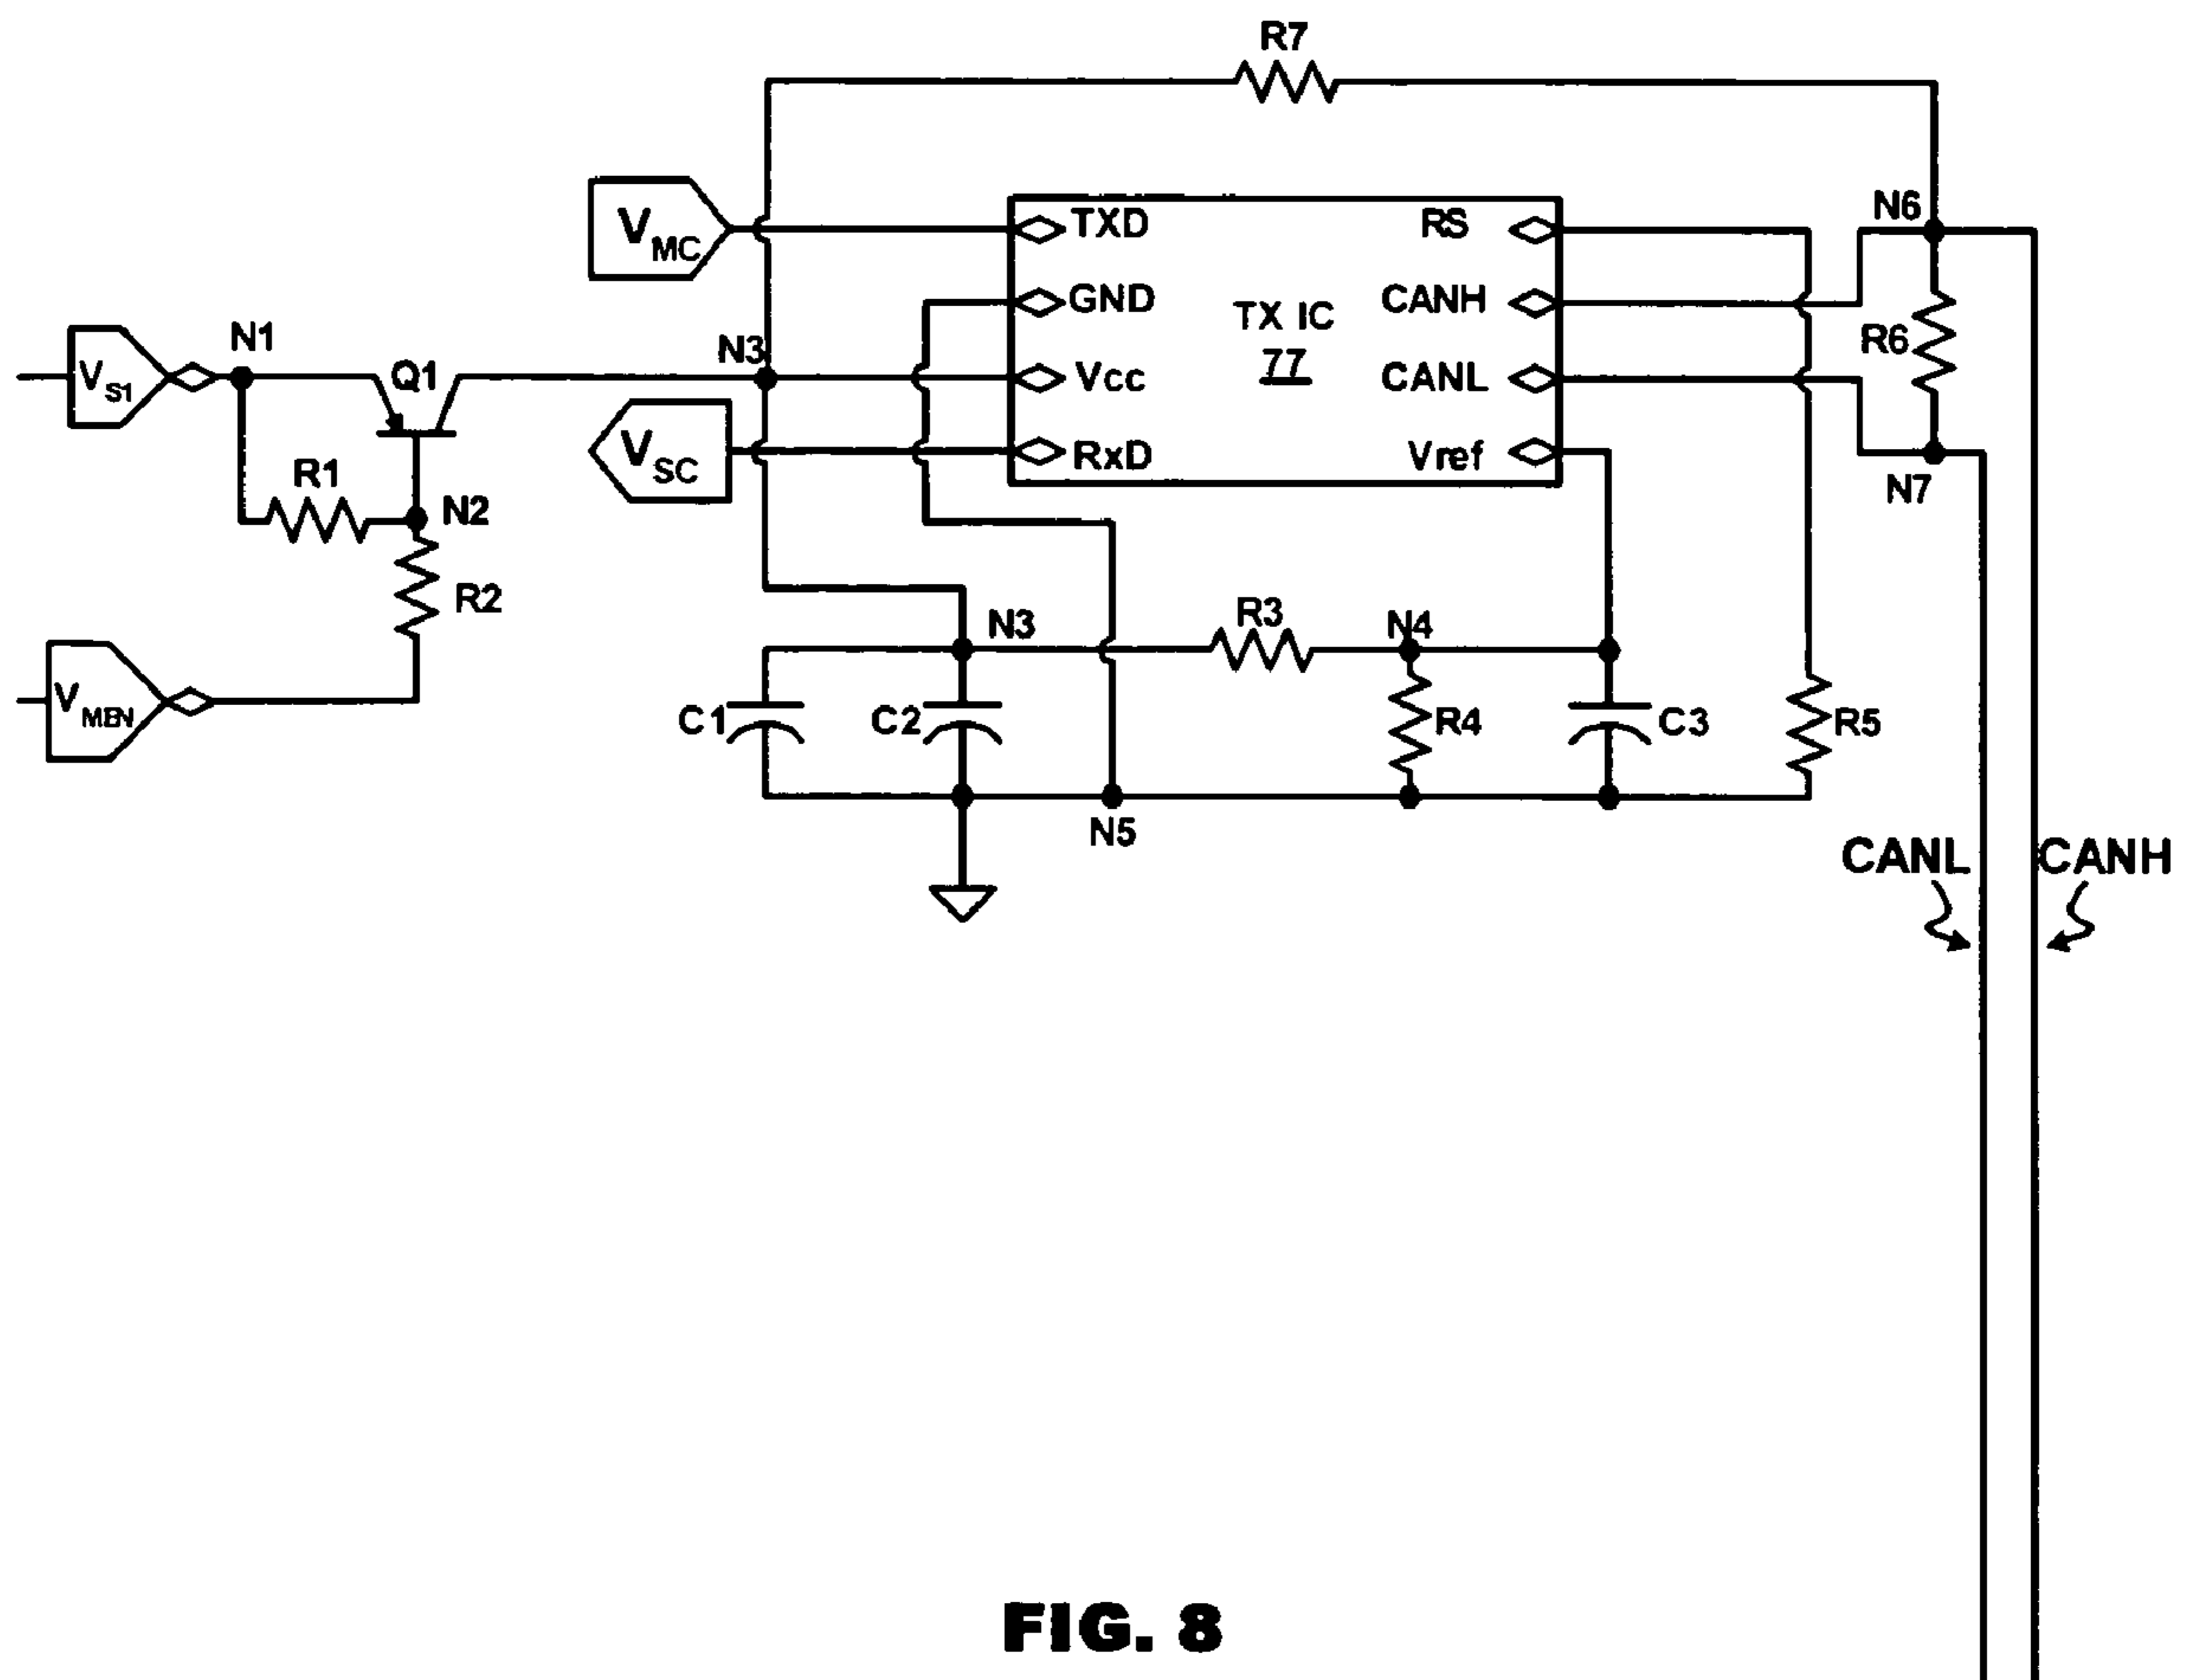 R7
VMC
TXD
RS
N6
GND
TX IC
CANH
77
VS1
N1
Q1
N3
Vcc
CANL
R6
VSC
RxD
Vref
R1
N2
N7
R2
N3
R3
N4
VMEN
C1
C2
R4
C3
R5
N5
CANL
CANH
FIG. 8